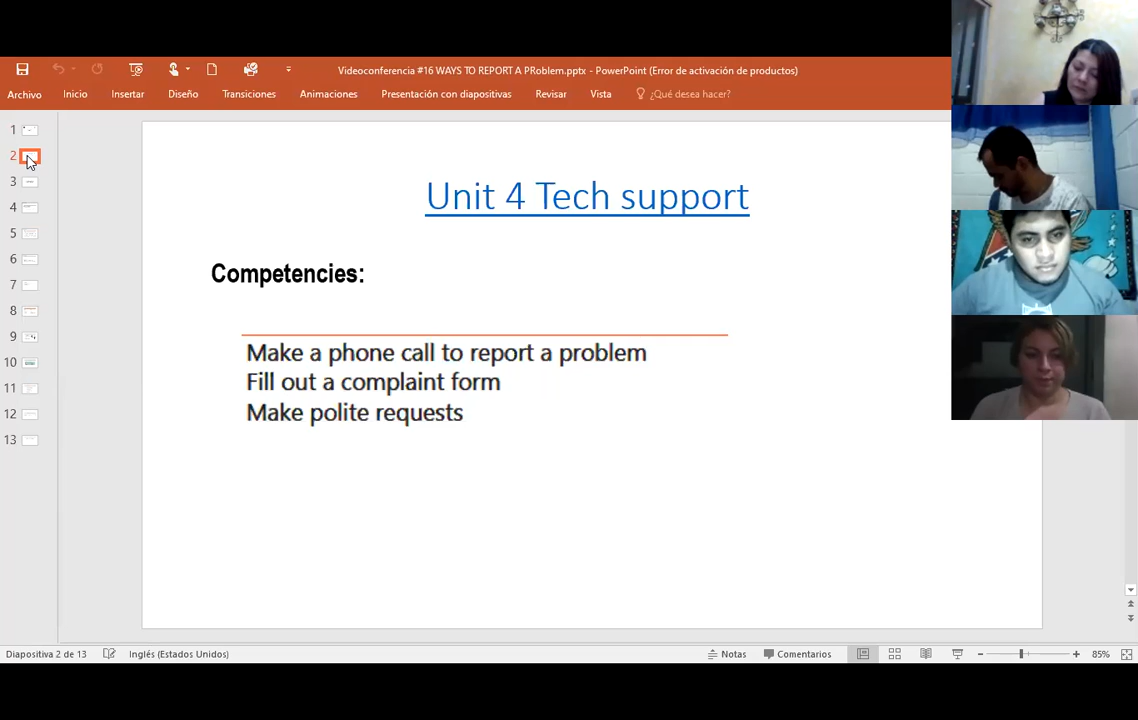 Videoconferencia #16 WAYS TO REPORT A PRoblem.pptx - PowerPoint (Error de activación de productos)
Archivo Inicio Insertar Diseño Transiciones Animaciones Presentación con diapositivas Revisar Vista ¿Qué desea hacer?
1
2
3
4
5
6
7
8
9
10
11
12
13
Unit 4 Tech support
Competencies:
Make a phone call to report a problem
Fill out a complaint form
Make polite requests
Diapositiva 2 de 13 Inglés (Estados Unidos) Notas Comentarios 85%